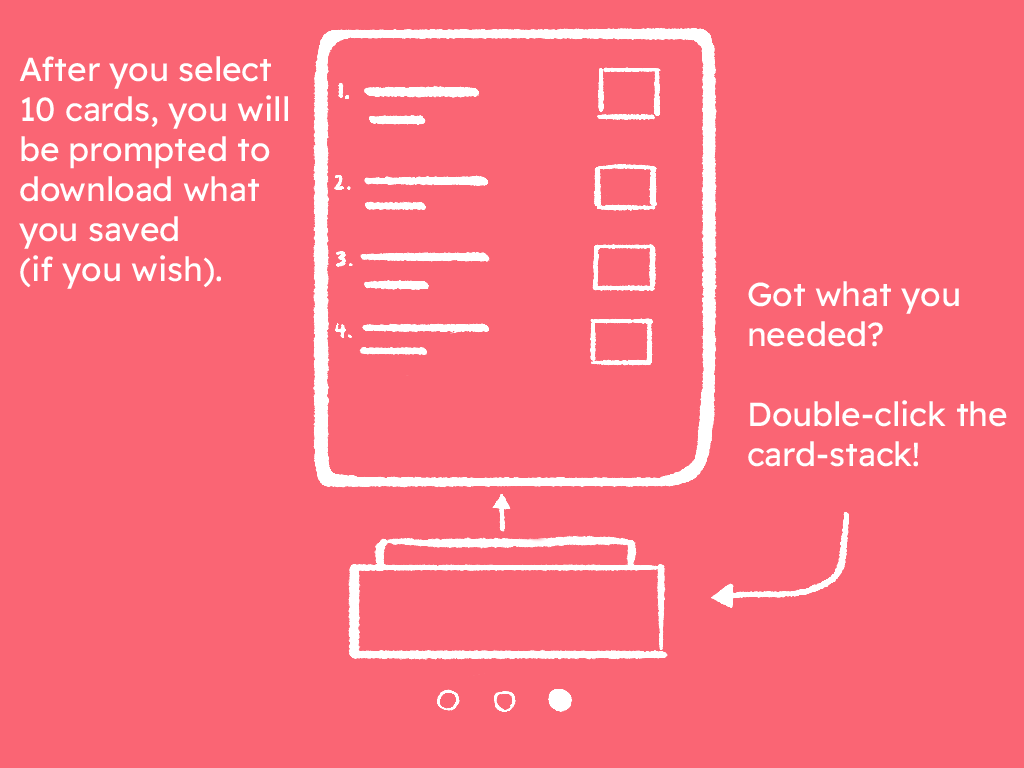 After you select
10 cards, you will
be prompted to
download what
you saved
(if you wish).
1.
2.
3.
4.
Got what you
needed?
Double-click the
card-stack!